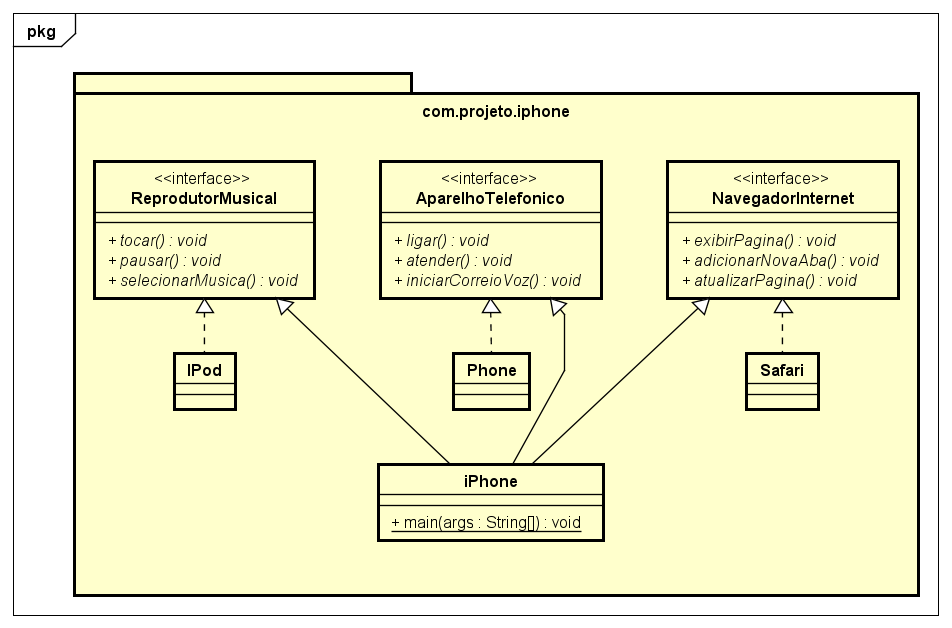 pkg
com.projeto.iphone
<<interface>>
ReprodutorMusical
+ tocar() : void
+ pausar() : void
+ selecionarMusica() : void
<<interface>>
AparelhoTelefonico
+ ligar() : void
+ atender() : void
+ iniciarCorreioVoz() : void
<<interface>>
NavegadorInternet
+ exibirPagina() : void
+ adicionarNovaAba() : void
+ atualizarPagina() : void
IPod
Phone
Safari
iPhone
+ main(args : String[]) : void